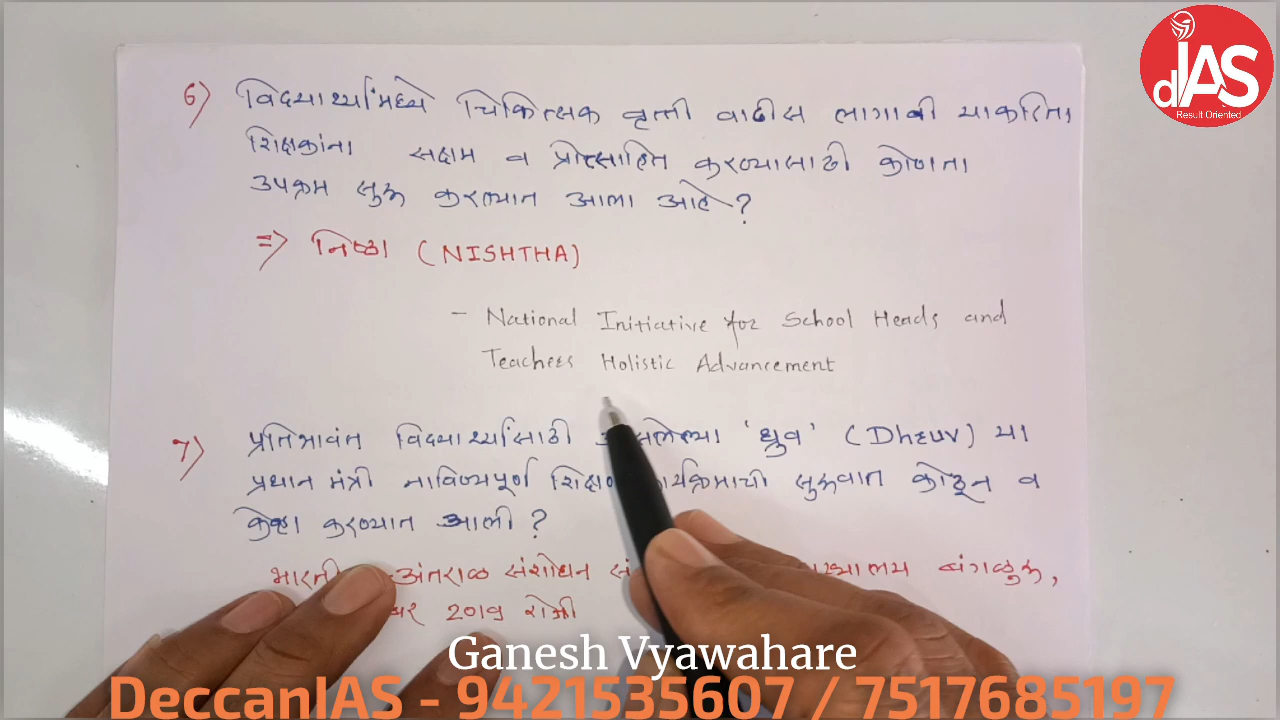 dIAS
Result Oriented
6) विद्यार्थ्यांमध्ये चिकित्सक वृत्ती वाढीस लागावी याकरिता
शिक्षकांना सक्षम व प्रोत्साहित करण्यासाठी कोणता
उपक्रम सुरू करण्यात आला आहे?
=> निष्ठा (NISHTHA)
- National Initiative for School Heads and
Teachers Holistic Advancement
7) प्रतिभावंत विद्यार्थ्यांसाठी 'ध्रुव' (Dhruv) या
प्रधान मंत्री नाविण्यपूर्ण सुरूवात कोठून व
केव्हा करण्यात आली?
अंतराळ संशोधन बंगळुरू,
2019 रोजी
Ganesh Vyawahare
DeccanIAS - 9421535607 / 7517685197